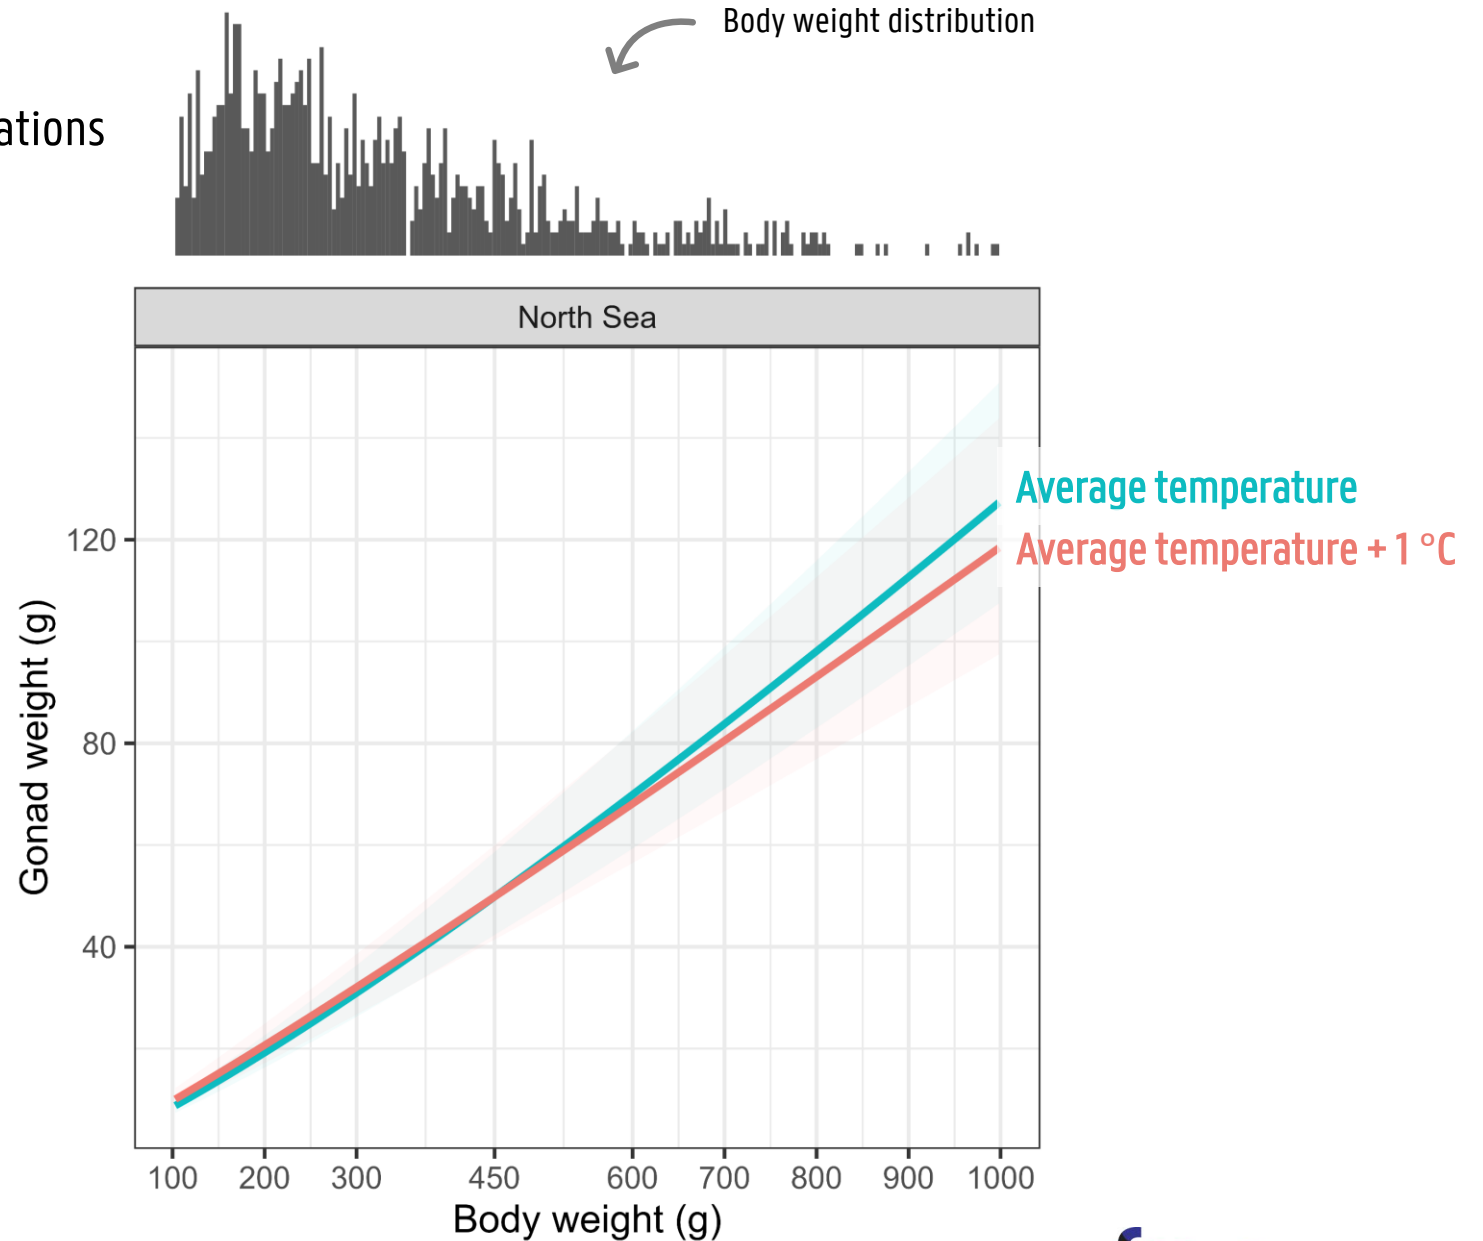 Body weight distribution
ations
North Sea
Average temperature
Average temperature + 1 °C
120
80
40
Gonad weight (g)
100 200 300 450 600 700 800 900 1000
Body weight (g)